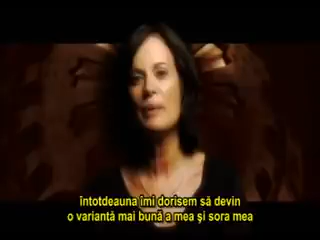 întotdeauna îmi dorisem să devin
o variantă mai bună a mea şi sora mea